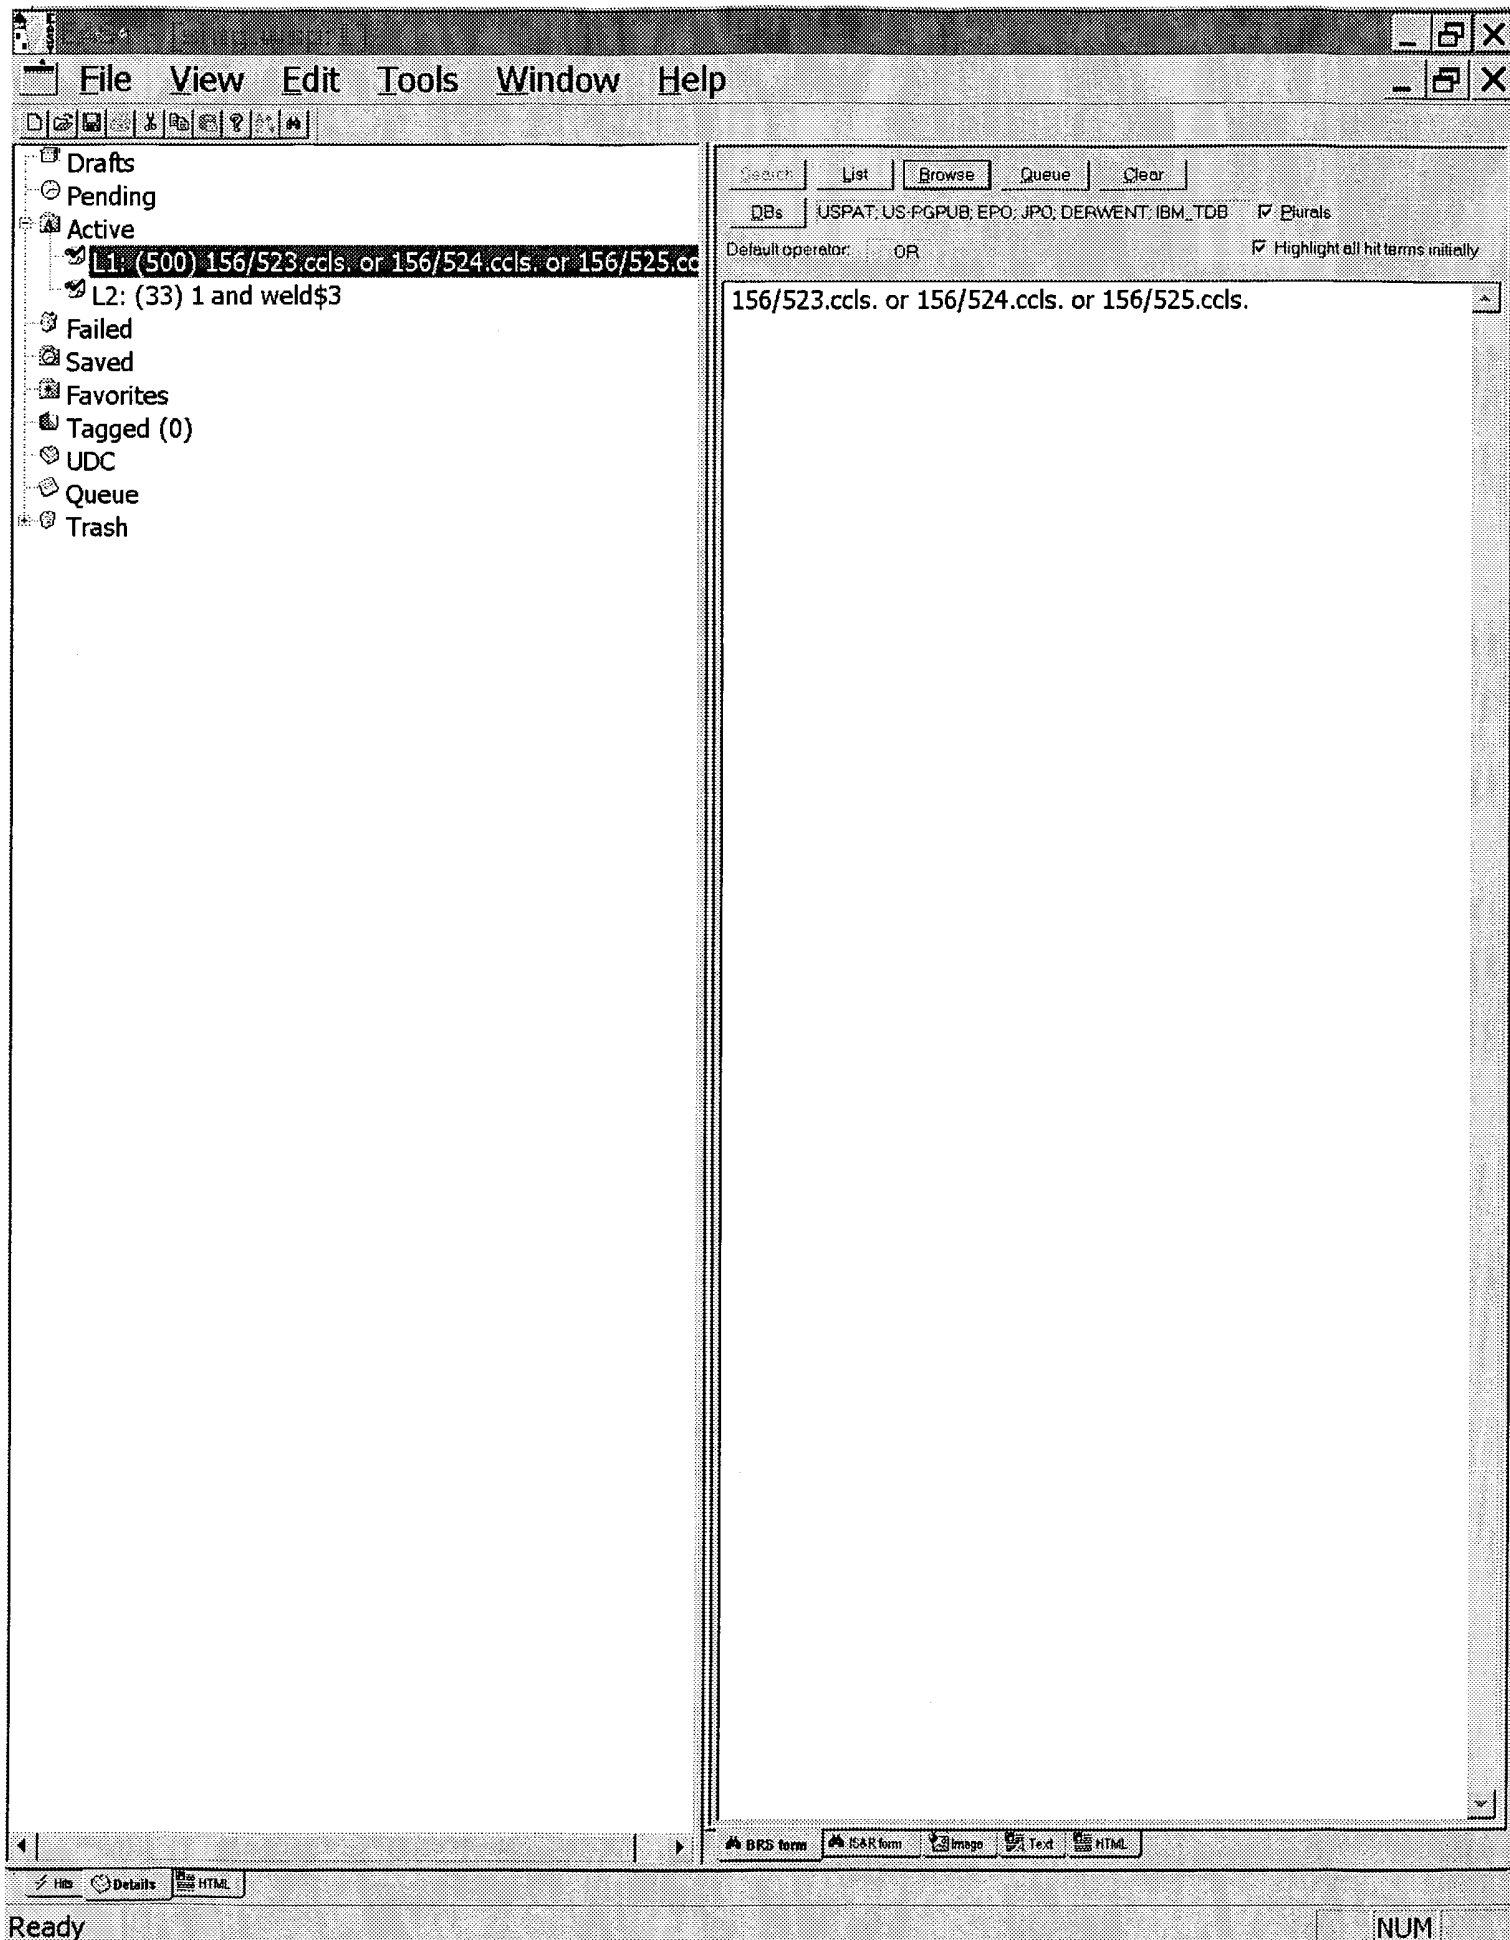 File View Edit Tools Window Help
Drafts
Pending
Active
L1: (500) 156/523.ccls. or 156/524.ccls. or 156/525.cc
L2: (33) 1 and weld$3
Failed
Saved
Favorites
Tagged (0)
UDC
Queue
Trash
Search List Browse Queue Clear
DBs USPAT; US-PGPUB; EPO; JPO; DERWENT; IBM_TDB Plurals
Default operator: OR Highlight all hit terms initially
156/523.ccls. or 156/524.ccls. or 156/525.ccls.
BRS form IS&R form Image Text HTML
Hits Details HTML
Ready NUM